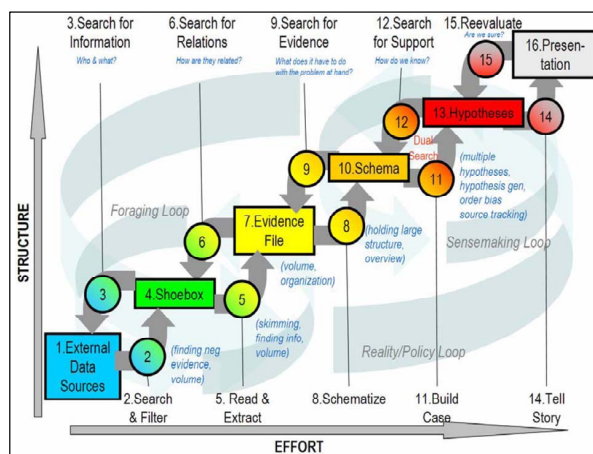 3.Search for
Information
Who & what?
6.Search for
Relations
How are they related?
9.Search for
Evidence
What does it have to do
with the problem at hand?
12.Search
for Support
How do we know?
15.Reevaluate
Are we sure?
15
16.Presen-
tation
12
13.Hypotheses
14
Dual
Search
9
10.Schema
11
(multiple
hypotheses,
hypothesis gen,
order bias
source tracking)
Foraging Loop
6
7.Evidence
File
8
(holding large
structure,
overview)
Sensemaking Loop
(volume,
organization)
3
4.Shoebox
5
(skimming,
finding info,
volume)
Reality/Policy Loop
1.External
Data
Sources
2
(finding neg
evidence,
volume)
2.Search
& Filter
5. Read &
Extract
8.Schematize
11.Build
Case
14.Tell
Story
STRUCTURE
EFFORT